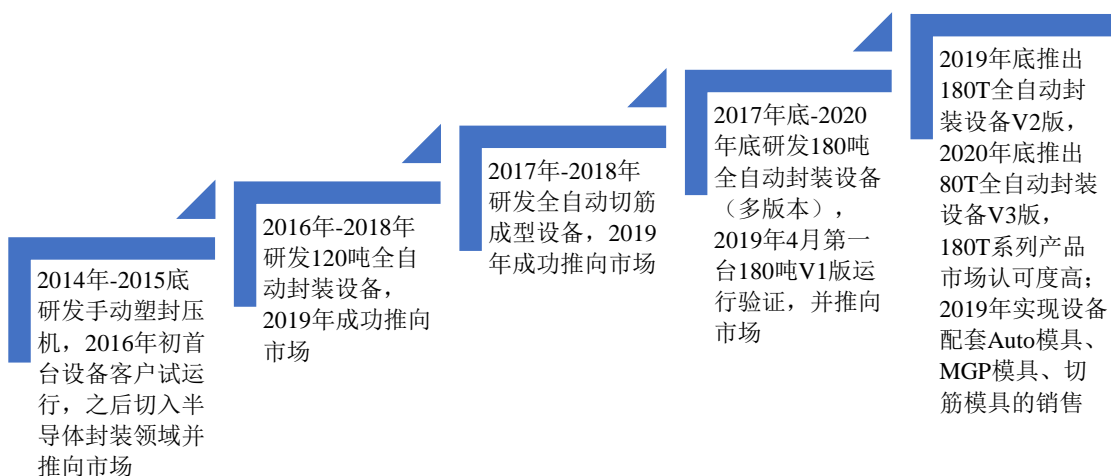 2014年-2015底
研发手动塑封压
机，2016年初首
台设备客户试运
行，之后切入半
导体封装领域并
推向市场
2016年-2018年
研发120吨全自
动封装设备，
2019年成功推向
市场
2017年-2018年
研发全自动切筋
成型设备，2019
年成功推向市场
2017年底-2020
年底研发180吨
全自动封装设备
（多版本），
2019年4月第一
台180吨V1版运
行验证，并推向
市场
2019年底推出
180T全自动封
装设备V2版，
2020年底推出
80T全自动封装
设备V3版，
180T系列产品
市场认可度高；
2019年实现设备
配套Auto模具、
MGP模具、切
筋模具的销售